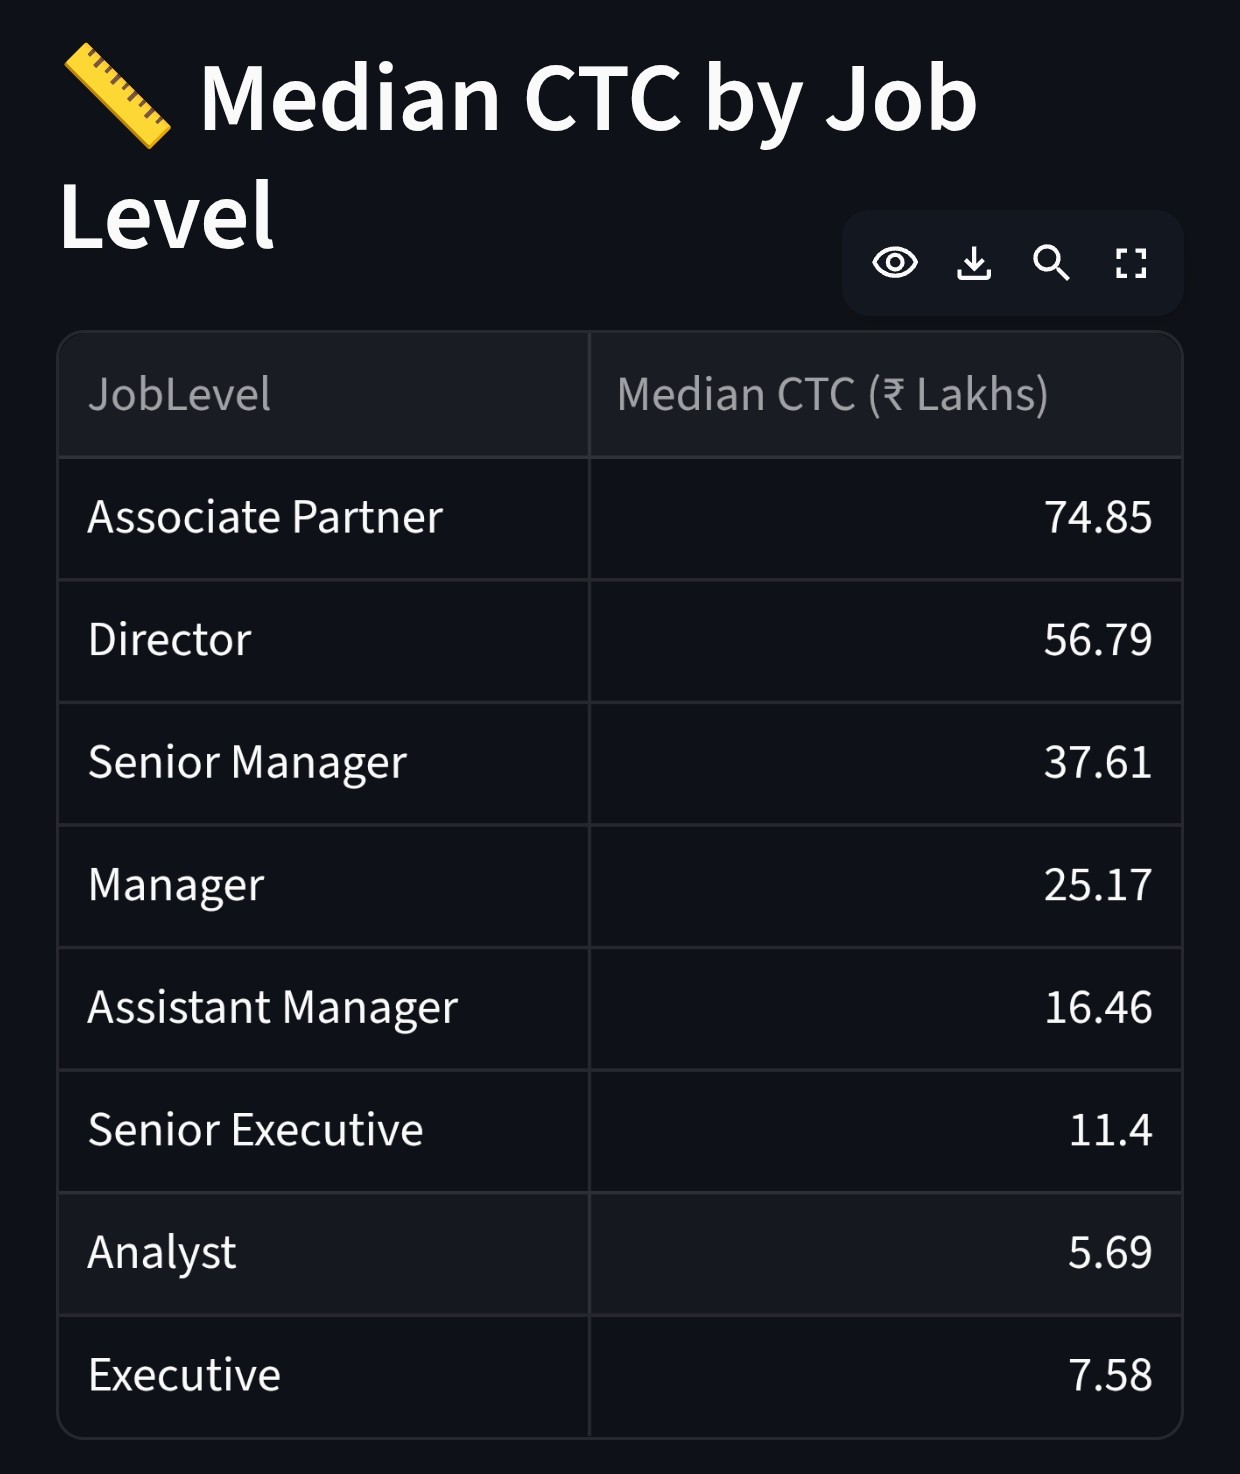 Median CTC by Job
Level
JobLevel Median CTC (₹ Lakhs)
Associate Partner 74.85
Director 56.79
Senior Manager 37.61
Manager 25.17
Assistant Manager 16.46
Senior Executive 11.4
Analyst 5.69
Executive 7.58